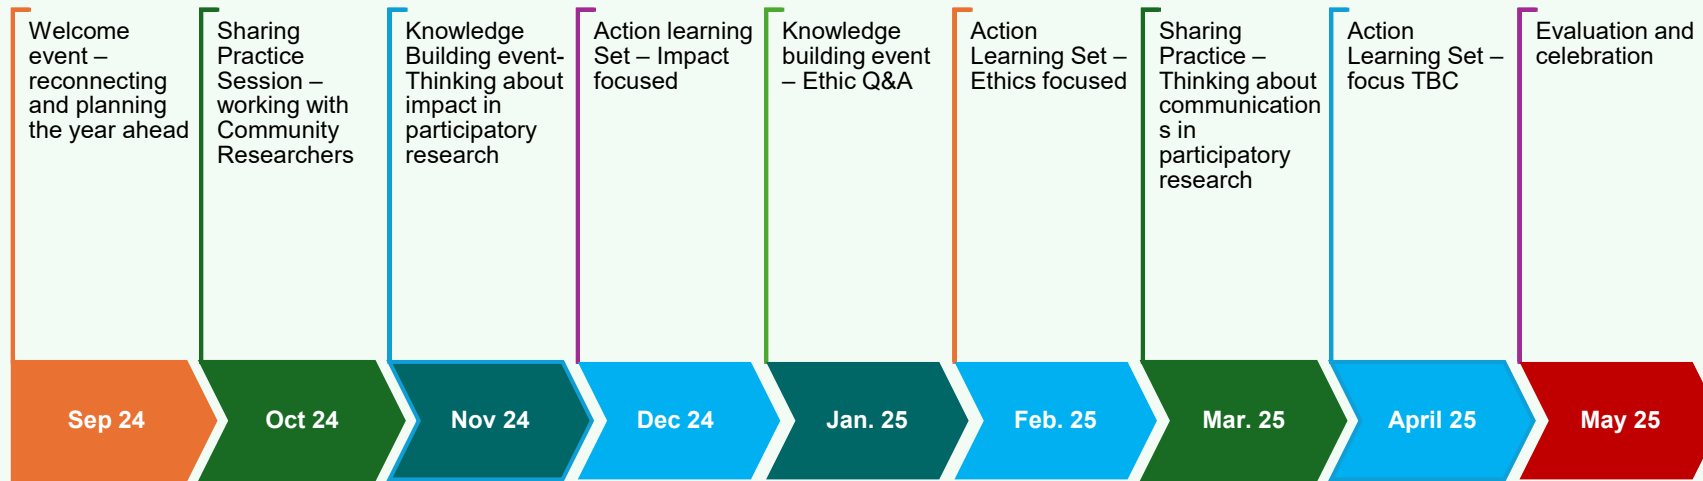 Welcome
event –
reconnecting
and planning
the year ahead
Sharing
Practice
Session –
working with
Community
Researchers
Knowledge
Building event-
Thinking about
impact in
participatory
research
Action learning
Set – Impact
focused
Knowledge
building event
– Ethic Q&A
Action
Learning Set –
Ethics focused
Sharing
Practice –
Thinking about
communication
s in
participatory
research
Action
Learning Set –
focus TBC
Evaluation and
celebration
Sep 24
Oct 24
Nov 24
Dec 24
Jan. 25
Feb. 25
Mar. 25
April 25
May 25